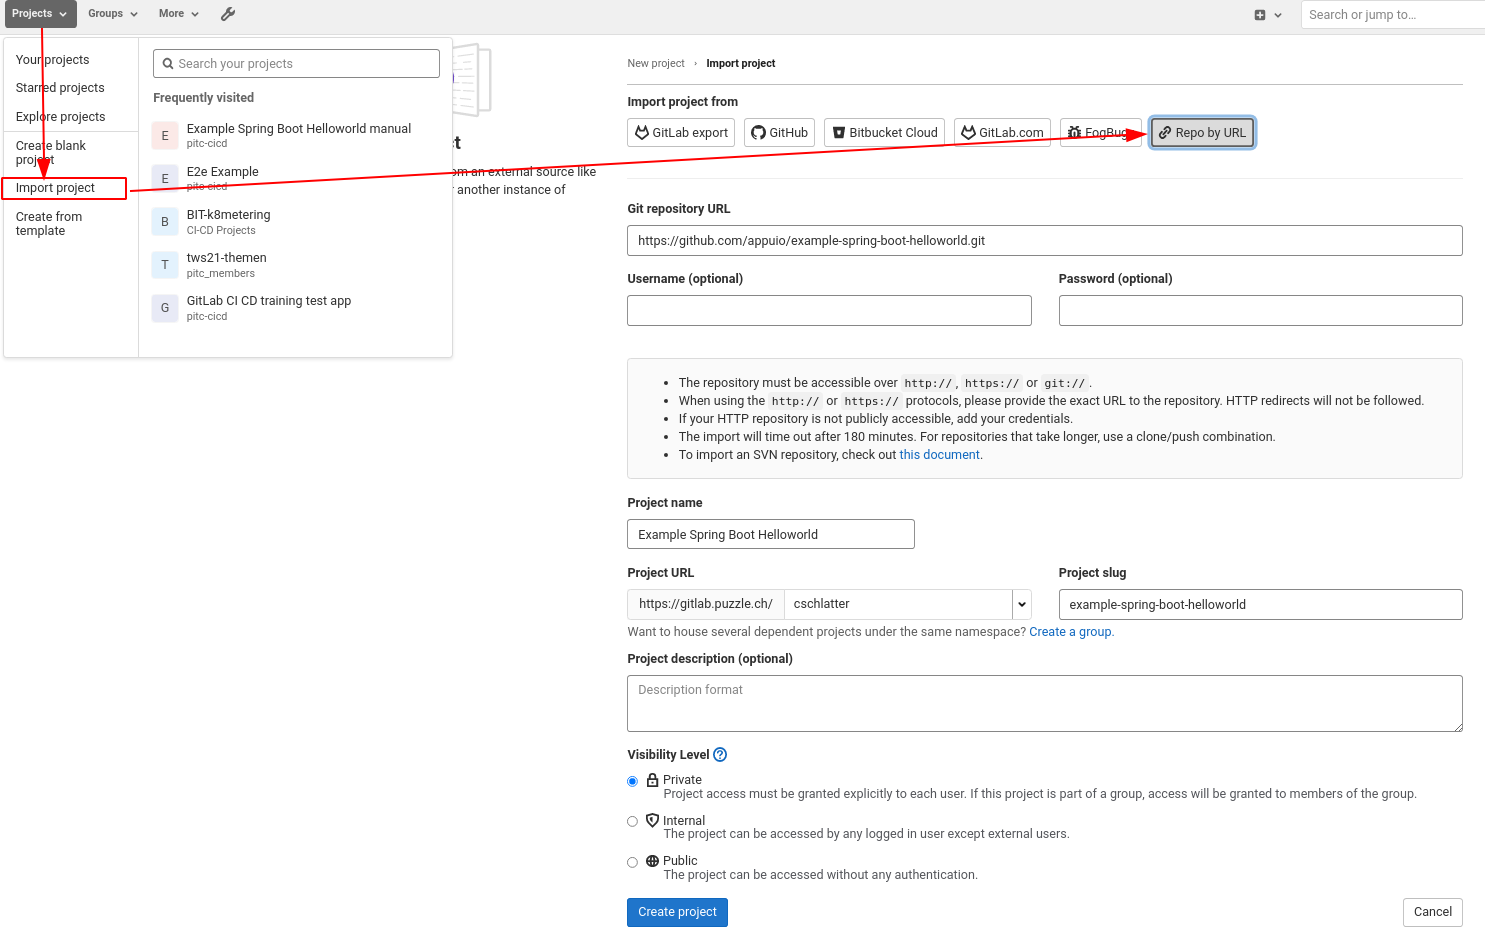 Projects
Groups
More
Search or jump to…
Your projects
Starred projects
Explore projects
Create blank
project
Import project
Create from
template
Search your projects
Frequently visited
E
Example Spring Boot Helloworld manual
pitc-cicd
E
E2e Example
pitc-cicd
B
BIT-k8metering
CI-CD Projects
T
tws21-themen
pitc_members
G
GitLab CI CD training test app
pitc-cicd
ct
om an external source like
r another instance of
New project › Import project
Import project from
GitLab export
GitHub
Bitbucket Cloud
GitLab.com
FogBugz
Repo by URL
Git repository URL
https://github.com/appuio/example-spring-boot-helloworld.git
Username (optional)
Password (optional)
• The repository must be accessible over http://, https:// or git://.
• When using the http:// or https:// protocols, please provide the exact URL to the repository. HTTP redirects will not be followed.
• If your HTTP repository is not publicly accessible, add your credentials.
• The import will time out after 180 minutes. For repositories that take longer, use a clone/push combination.
• To import an SVN repository, check out this document.
Project name
Example Spring Boot Helloworld
Project URL
https://gitlab.puzzle.ch/
cschlatter
Project slug
example-spring-boot-helloworld
Want to house several dependent projects under the same namespace? Create a group.
Project description (optional)
Description format
Visibility Level
Private
Project access must be granted explicitly to each user. If this project is part of a group, access will be granted to members of the group.
Internal
The project can be accessed by any logged in user except external users.
Public
The project can be accessed without any authentication.
Create project
Cancel